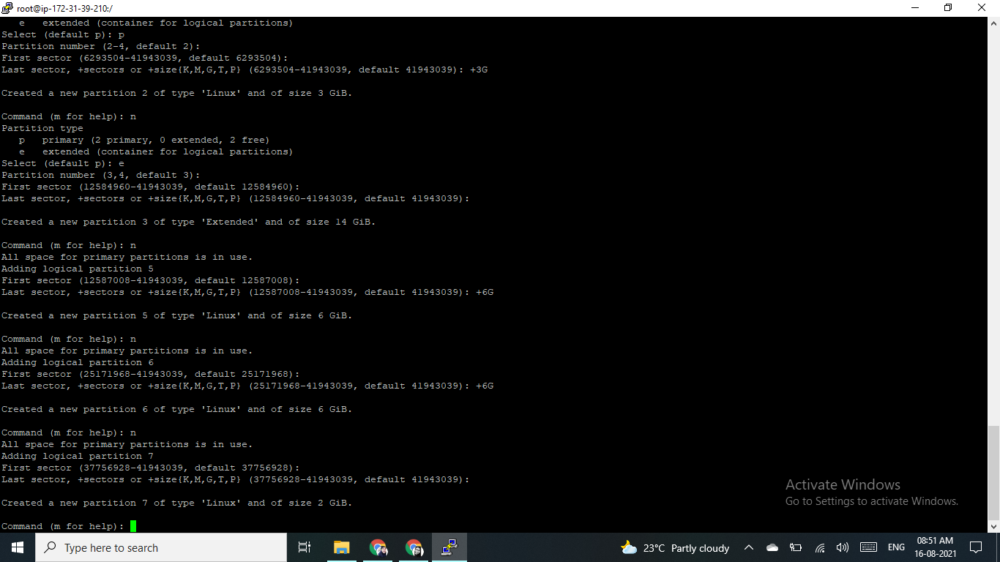 root@ip-172-31-39-210:/
e   extended (container for logical partitions)
Select (default p): p
Partition number (2-4, default 2):
First sector (6293504-41943039, default 6293504):
Last sector, +sectors or +size{K,M,G,T,P} (6293504-41943039, default 41943039): +3G
Created a new partition 2 of type 'Linux' and of size 3 GiB.
Command (m for help): n
Partition type
p   primary (2 primary, 0 extended, 2 free)
e   extended (container for logical partitions)
Select (default p): e
Partition number (3,4, default 3):
First sector (12584960-41943039, default 12584960):
Last sector, +sectors or +size{K,M,G,T,P} (12584960-41943039, default 41943039):
Created a new partition 3 of type 'Extended' and of size 14 GiB.
Command (m for help): n
All space for primary partitions is in use.
Adding logical partition 5
First sector (12587008-41943039, default 12587008):
Last sector, +sectors or +size{K,M,G,T,P} (12587008-41943039, default 41943039): +6G
Created a new partition 5 of type 'Linux' and of size 6 GiB.
Command (m for help): n
All space for primary partitions is in use.
Adding logical partition 6
First sector (25171968-41943039, default 25171968):
Last sector, +sectors or +size{K,M,G,T,P} (25171968-41943039, default 41943039): +6G
Created a new partition 6 of type 'Linux' and of size 6 GiB.
Command (m for help): n
All space for primary partitions is in use.
Adding logical partition 7
First sector (37756928-41943039, default 37756928):
Last sector, +sectors or +size{K,M,G,T,P} (37756928-41943039, default 41943039):
Created a new partition 7 of type 'Linux' and of size 2 GiB.
Command (m for help):
Activate Windows
Go to Settings to activate Windows.
Type here to search
23°C Partly cloudy
ENG
08:51 AM
16-08-2021